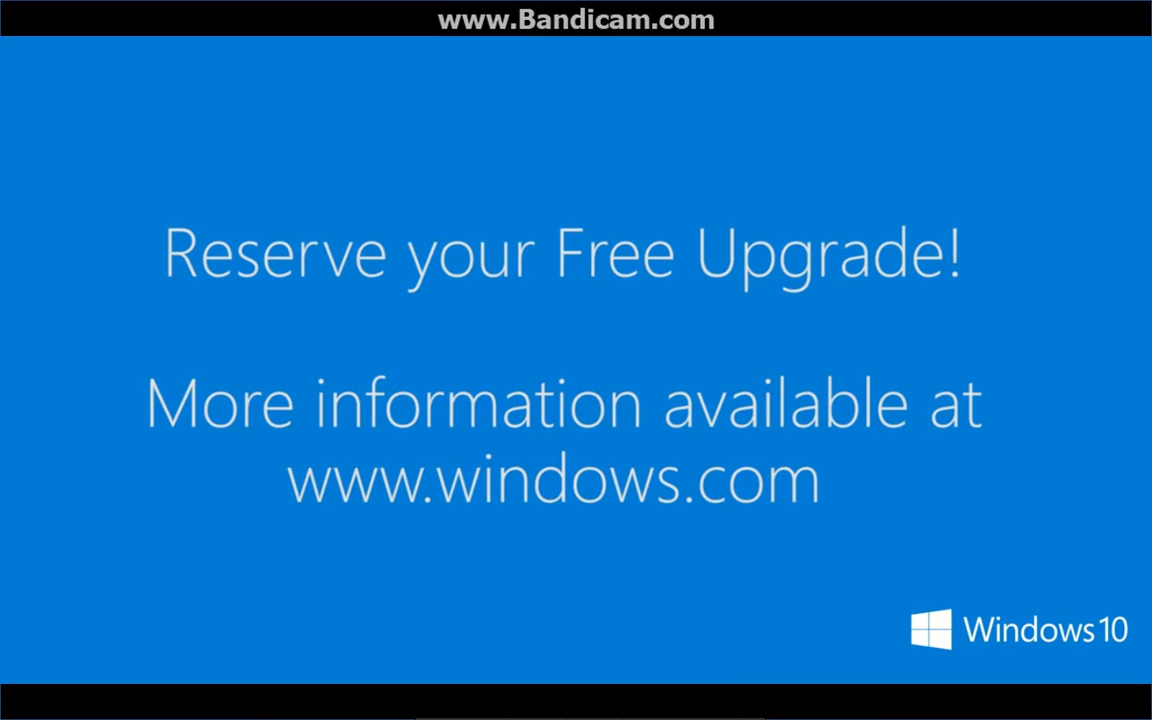 www.Bandicam.com
Reserve your Free Upgrade!
More information available at
www.windows.com
Windows 10